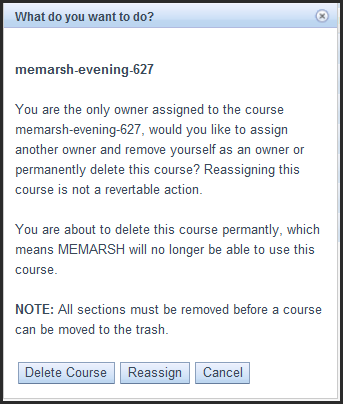 What do you want to do?
memarsh-evening-627
You are the only owner assigned to the course
memarsh-evening-627, would you like to assign
another owner and remove yourself as an owner or
permanently delete this course? Reassigning this
course is not a revertable action.
You are about to delete this course permantly, which
means MEMARSH will no longer be able to use this
course.
NOTE: All sections must be removed before a course
can be moved to the trash.
Delete Course Reassign Cancel